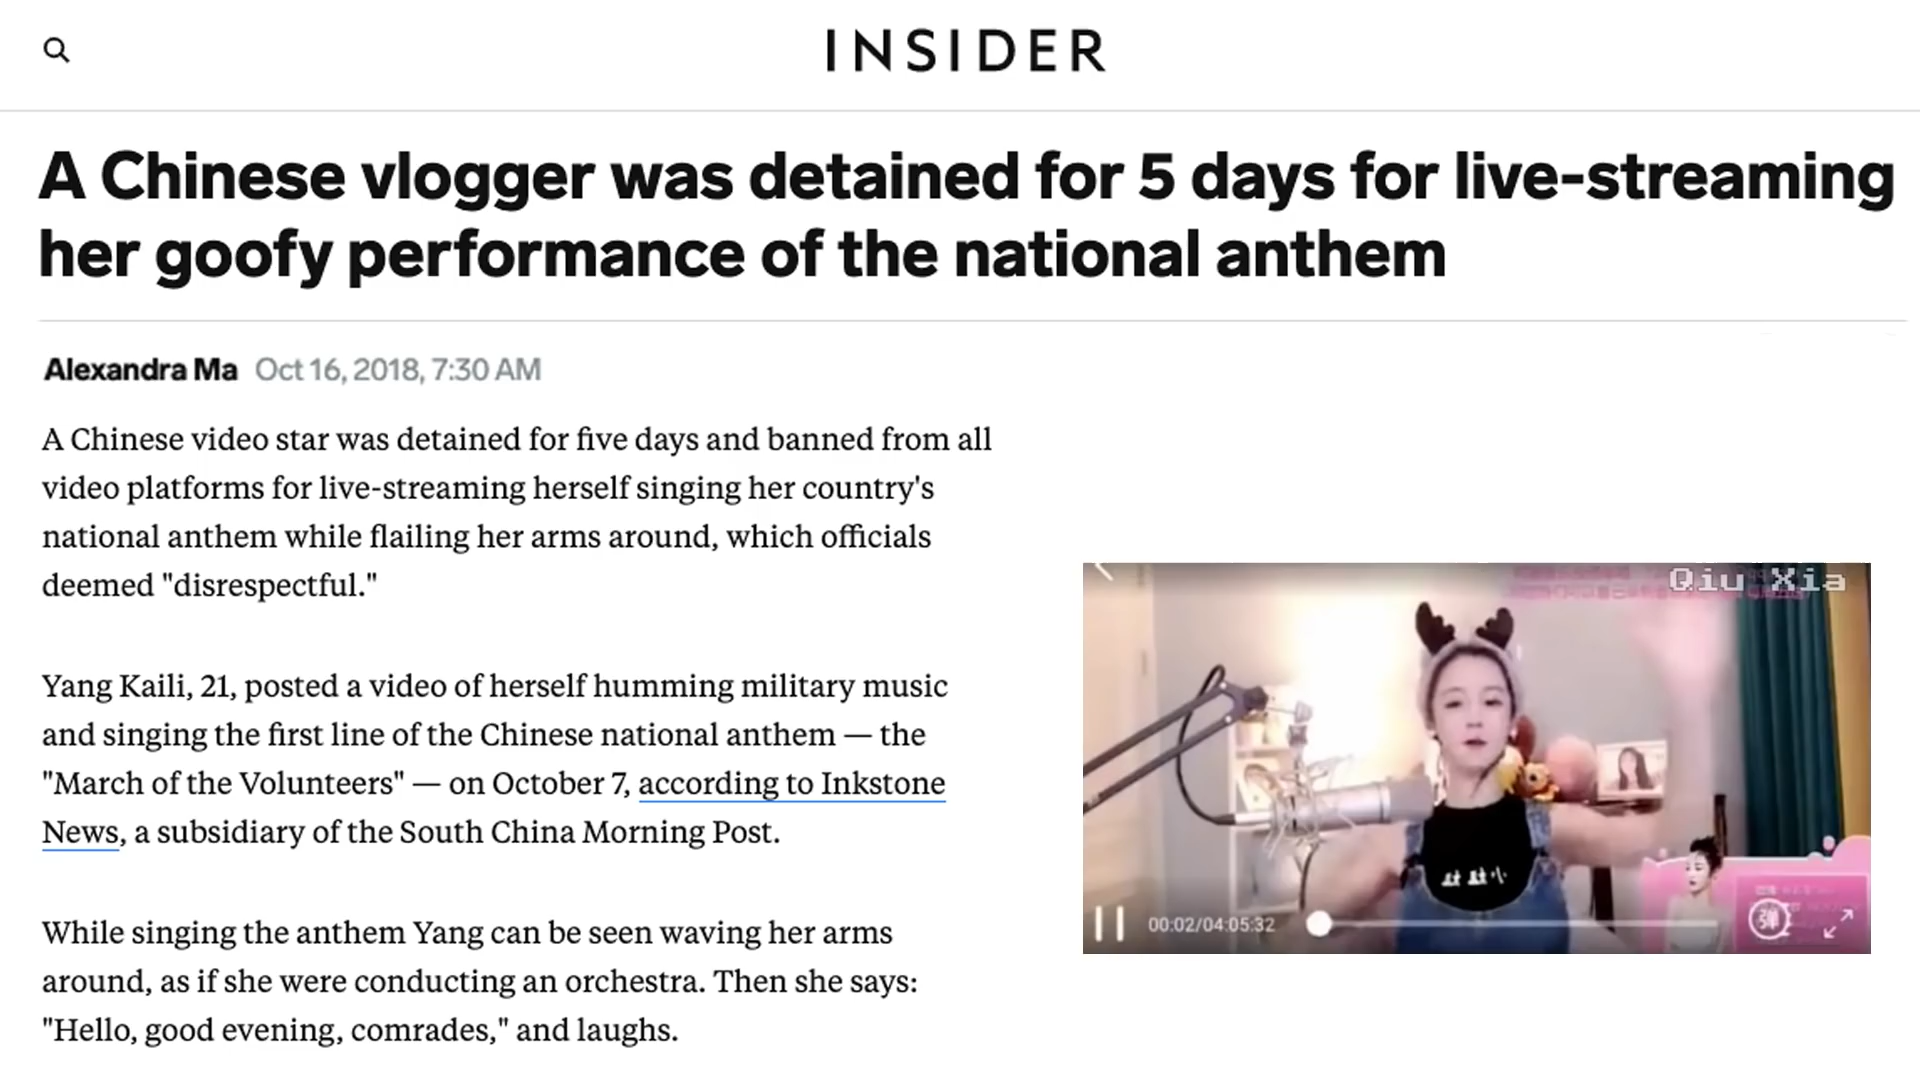 INSIDER
A Chinese vlogger was detained for 5 days for live-streaming
her goofy performance of the national anthem
Alexandra Ma Oct 16, 2018, 7:30 AM
A Chinese video star was detained for five days and banned from all
video platforms for live-streaming herself singing her country's
national anthem while flailing her arms around, which officials
deemed "disrespectful."
Yang Kaili, 21, posted a video of herself humming military music
and singing the first line of the Chinese national anthem — the
"March of the Volunteers" — on October 7, according to Inkstone
News, a subsidiary of the South China Morning Post.
While singing the anthem Yang can be seen waving her arms
around, as if she were conducting an orchestra. Then she says:
"Hello, good evening, comrades," and laughs.
Qiu Xia
00:02/04:05:32
弹